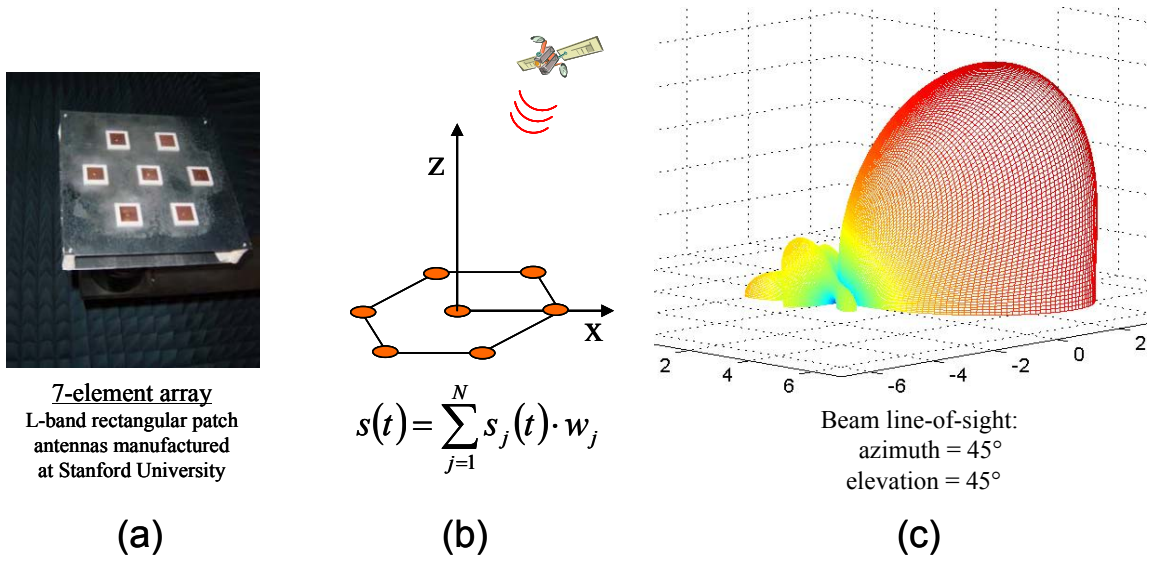 7-element array
L-band rectangular patch
antennas manufactured
at Stanford University
(a)
Z
X
s(t) = \sum_{j=1}^{N} s_j(t) · w_j
(b)
2
4
6
-6
-4
-2
0
2
Beam line-of-sight:
azimuth = 45°
elevation = 45°
(c)